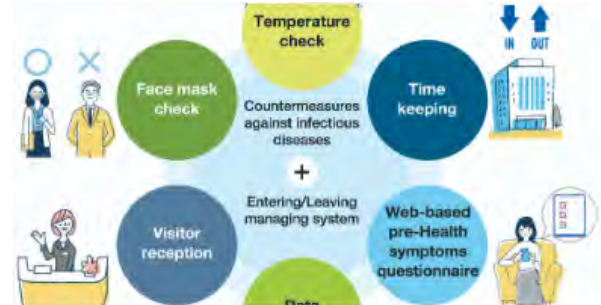 Temperature
check
IN OUT
Face mask
check
Time
keeping
Countermeasures
against infectious
diseases
+
Entering/Leaving
managing system
Visitor
reception
Web-based
pre-Health
symptoms
questionnaire
Data